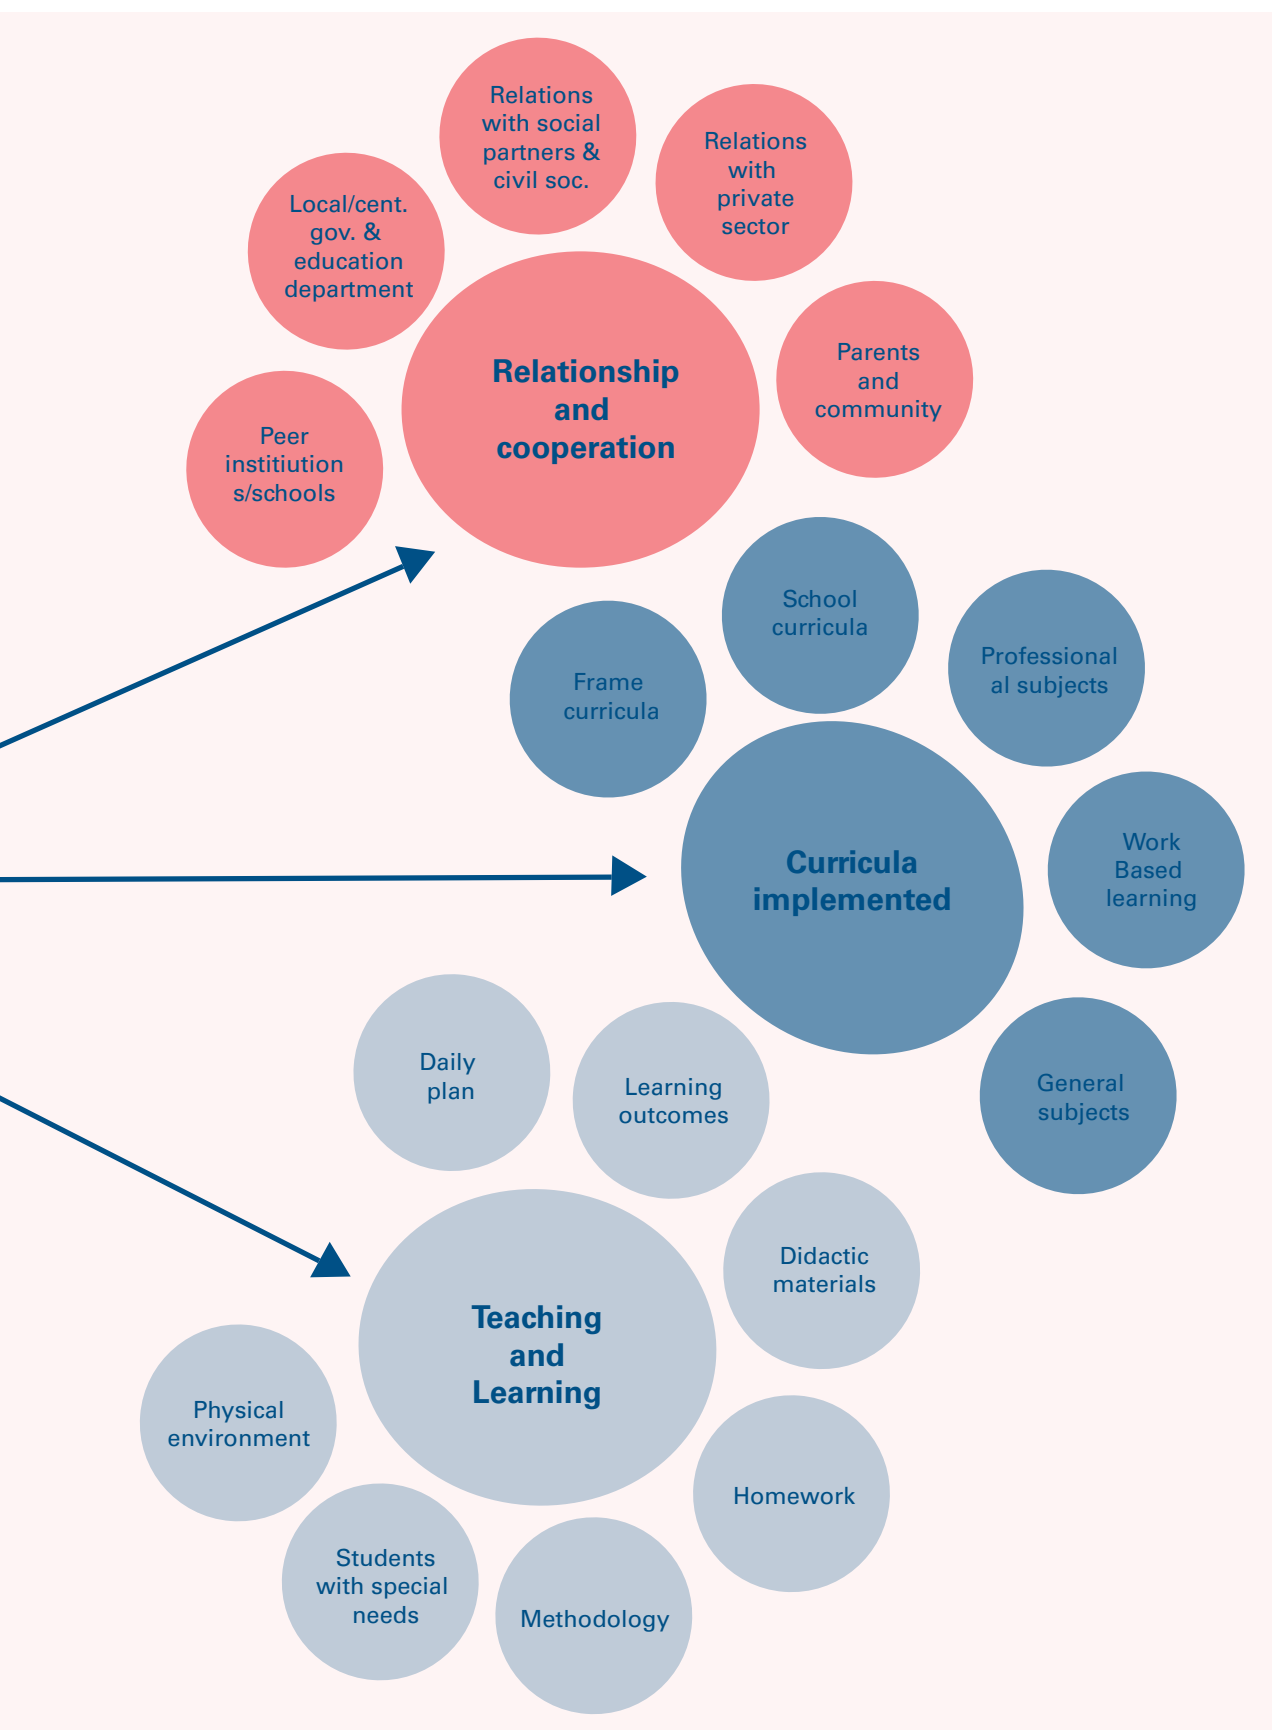 Relations
with social
partners &
civil soc.
Relations
with
private
sector
Local/cent.
gov. &
education
department
Parents
and
community
Relationship
and
cooperation
Peer
institiution
s/schools
School
curricula
Professional
al subjects
Frame
curricula
Work
Based
learning
Curricula
implemented
General
subjects
Daily
plan
Learning
outcomes
Didactic
materials
Teaching
and
Learning
Physical
environment
Homework
Students
with special
needs
Methodology